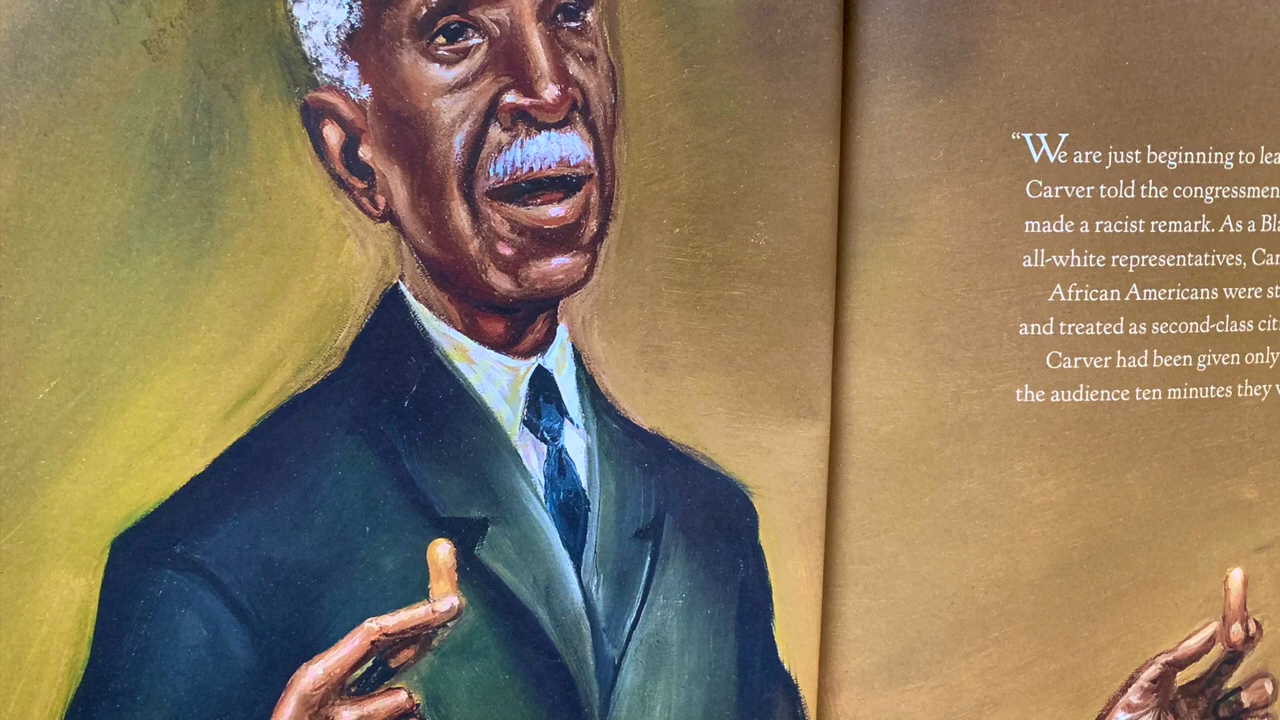 “We are just beginning to lea
Carver told the congressmen
made a racist remark. As a Bla
all-white representatives, Car
African Americans were st
and treated as second-class cit
Carver had been given only
the audience ten minutes they w